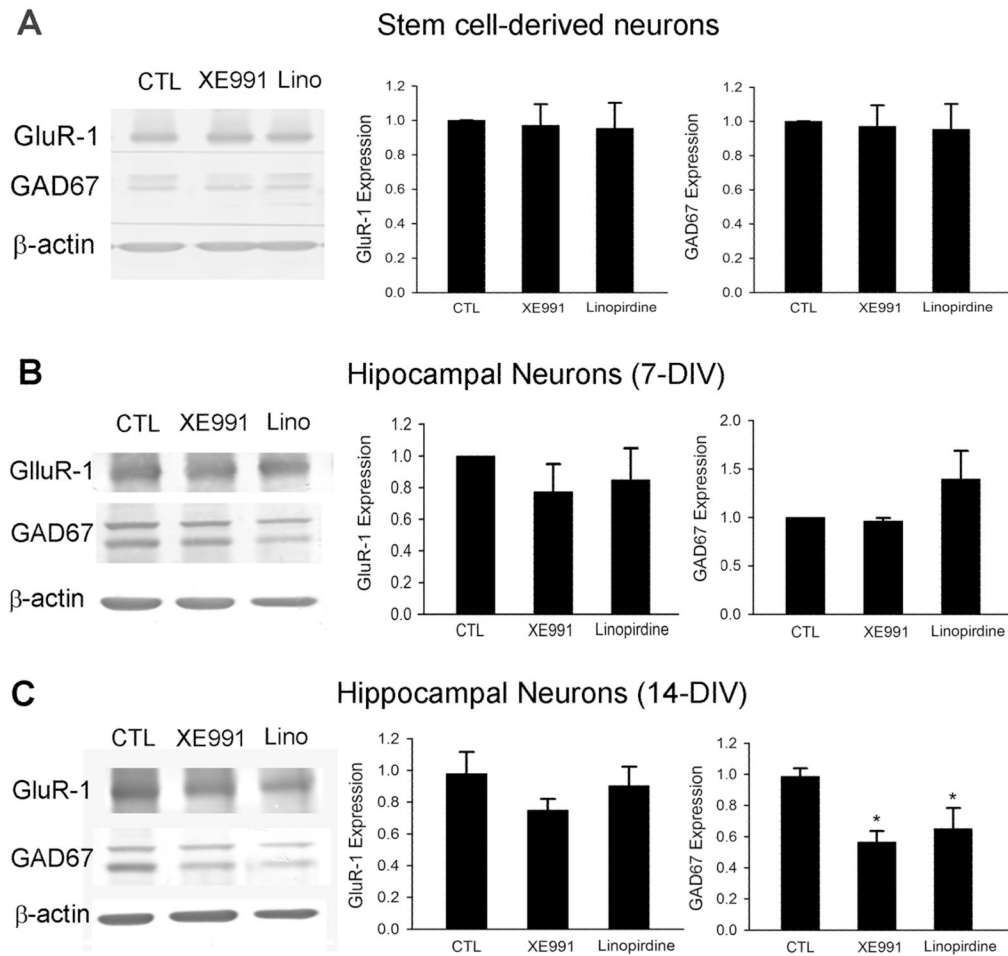 A
Stem cell-derived neurons
CTL XE991 Lino
GluR-1
GAD67
β-actin
GluR-1 Expression
1.2
1.0
0.8
0.6
0.4
0.2
0.0
CTL XE991 Linopirdine
GAD67 Expression
1.2
1.0
0.8
0.6
0.4
0.2
0.0
CTL XE991 Linopirdine
B
Hipocampal Neurons (7-DIV)
CTL XE991 Lino
GlluR-1
GAD67
β-actin
GluR-1 Expression
1.2
1.0
0.8
0.6
0.4
0.2
0.0
CTL XE991 Linopirdine
GAD67 Expression
2.0
1.5
1.0
0.5
0.0
CTL XE991 Linopirdine
C
Hippocampal Neurons (14-DIV)
CTL XE991 Lino
GluR-1
GAD67
β-actin
GluR-1 Expression
1.2
1.0
0.8
0.6
0.4
0.2
0.0
CTL XE991 Linopirdine
GAD67 Expression
1.2
1.0
0.8
0.6
0.4
0.2
0.0
* *
CTL XE991 Linopirdine